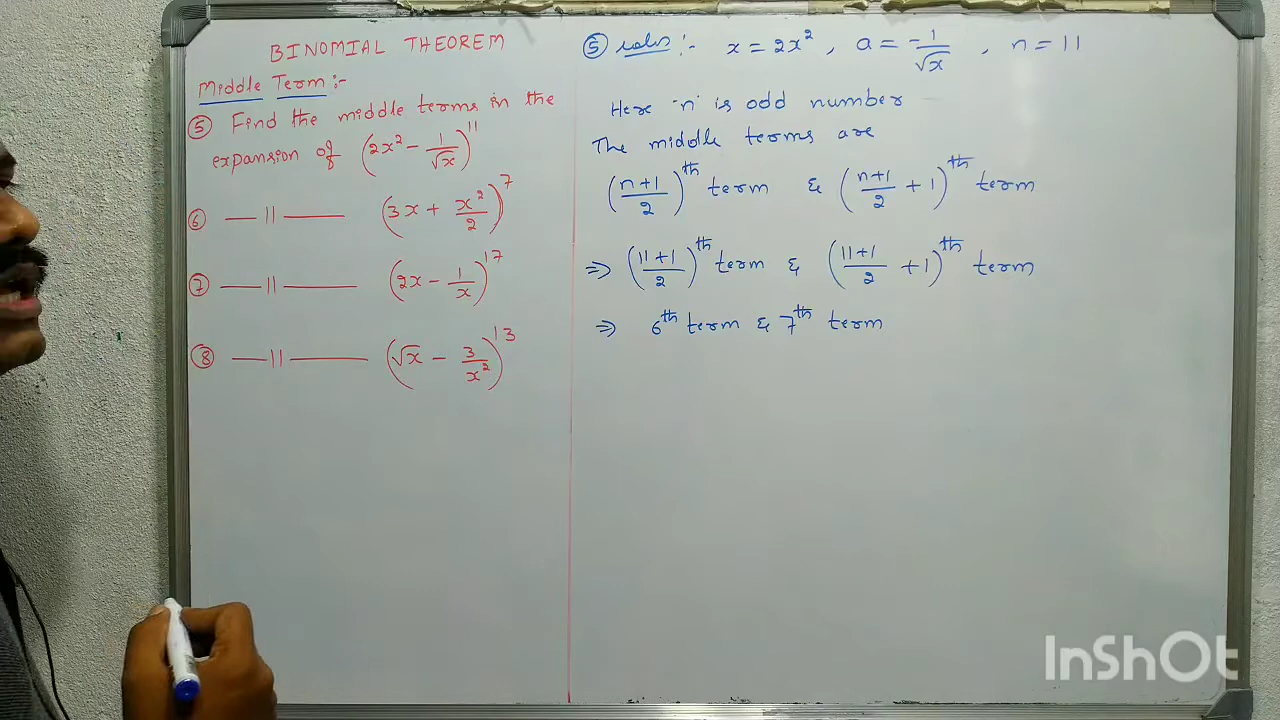 BINOMIAL THEOREM
Middle Term :-
⑤ Find the middle terms in the
expansion of (2x² - 1/√x)¹¹
⑥ — 11 — (3x + x²/2)⁷
⑦ — 11 — (2x - 1/x)¹⁷
⑧ — 11 — (√x - 3/x²)¹³
⑤ soln :- x = 2x² , a = -1/√x , n = 11
Here 'n' is odd number
The middle terms are
((n+1)/2)ᵗʰ term & ((n+1)/2 + 1)ᵗʰ term
⇒ ((11+1)/2)ᵗʰ term & ((11+1)/2 + 1)ᵗʰ term
⇒ 6ᵗʰ term & 7ᵗʰ term
InShOt